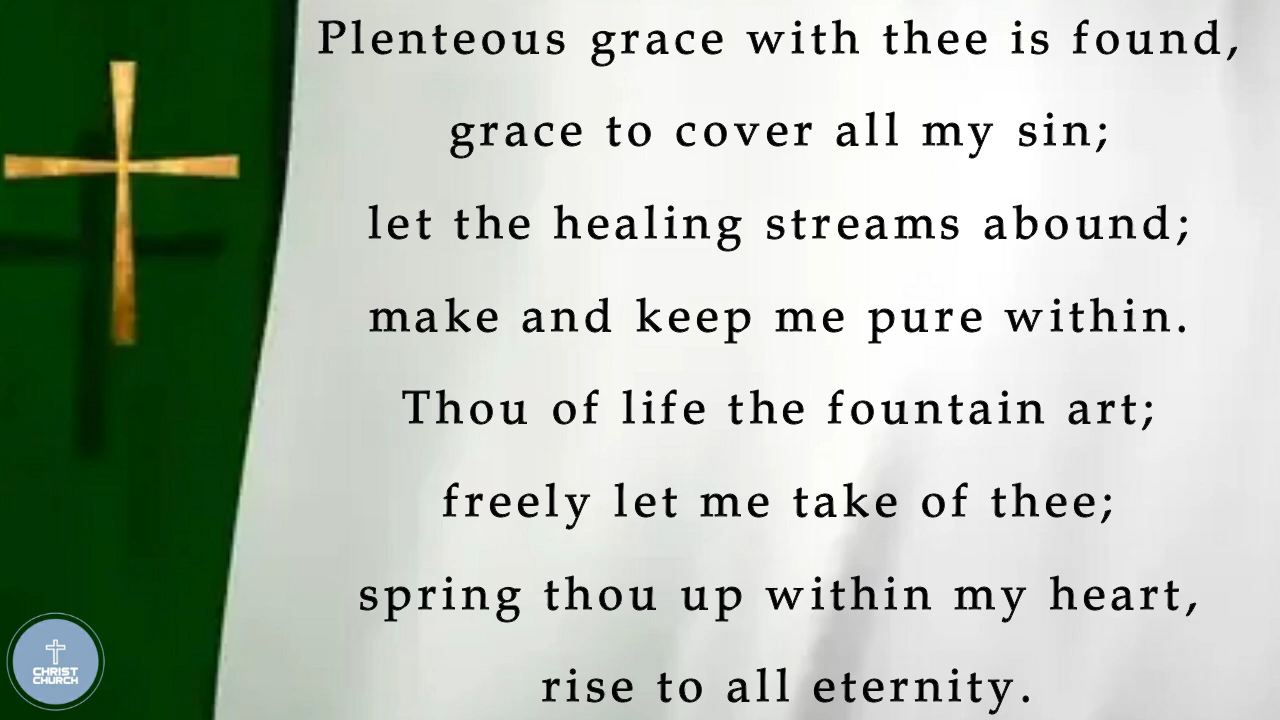 Plenteous grace with thee is found,
grace to cover all my sin;
let the healing streams abound;
make and keep me pure within.
Thou of life the fountain art;
freely let me take of thee;
spring thou up within my heart,
rise to all eternity.
CHRIST
CHURCH